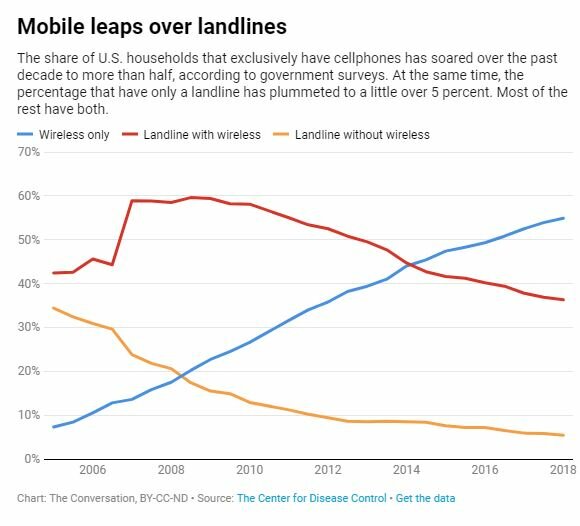 Mobile leaps over landlines
The share of U.S. households that exclusively have cellphones has soared over the past
decade to more than half, according to government surveys. At the same time, the
percentage that have only a landline has plummeted to a little over 5 percent. Most of the
rest have both.
Wireless only Landline with wireless Landline without wireless
70%
60%
50%
40%
30%
20%
10%
0%
2006 2008 2010 2012 2014 2016 2018
Chart: The Conversation, BY-CC-ND • Source: The Center for Disease Control • Get the data